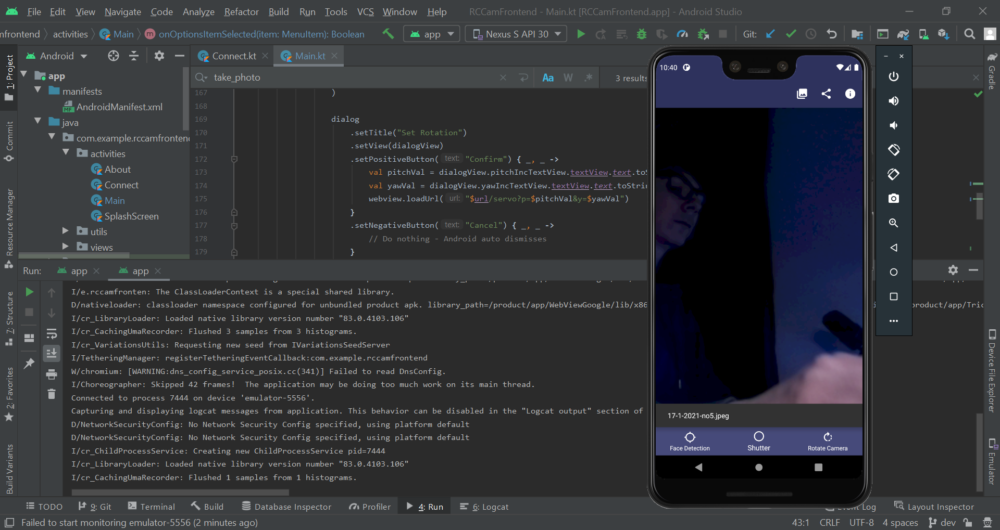 File Edit View Navigate Code Analyze Refactor Build Run Tools VCS Window Help RCCamFrontend - Main.kt [RCCamFrontend.app] - Android Studio
mfrontend activities Main onOptionsItemSelected(item: MenuItem): Boolean app Nexus S API 30 Git:
Android
Connect.kt Main.kt
take_photo Aa W .* 3 results
1: Project
Commit
Resource Manager
7: Structure
2: Favorites
Build Variants
app
manifests
AndroidManifest.xml
java
com.example.rccamfrontend
activities
About
Connect
Main
SplashScreen
utils
views
167 )
168
169 dialog
170 .setTitle("Set Rotation")
171 .setView(dialogView)
172 .setPositiveButton( text: "Confirm") { _, _ ->
173 val pitchVal = dialogView.pitchIncTextView.textView.text.toS
174 val yawVal = dialogView.yawIncTextView.textView.text.toStrin
175 webview.loadUrl( url: "$url/servo?p=$pitchVal&y=$yawVal")
176 }
177 .setNegativeButton( text: "Cancel") { _, _ ->
178 // Do nothing - Android auto dismisses
179 }
Run: app app
I/e.rccamfronten: The ClassLoaderContext is a special shared library.
D/nativeloader: classloader namespace configured for unbundled product apk. library_path=/product/app/WebViewGoogle/lib/x86
product/app/Tric
I/cr_LibraryLoader: Loaded native library version number "83.0.4103.106"
I/cr_CachingUmaRecorder: Flushed 3 samples from 3 histograms.
I/cr_VariationsUtils: Requesting new seed from IVariationsSeedServer
I/TetheringManager: registerTetheringEventCallback:com.example.rccamfrontend
W/chromium: [WARNING:dns_config_service_posix.cc(341)] Failed to read DnsConfig.
I/Choreographer: Skipped 42 frames!  The application may be doing too much work on its main thread.
Connected to process 7444 on device 'emulator-5556'.
Capturing and displaying logcat messages from application. This behavior can be disabled in the "Logcat output" section of
D/NetworkSecurityConfig: No Network Security Config specified, using platform default
D/NetworkSecurityConfig: No Network Security Config specified, using platform default
I/cr_ChildProcessService: Creating new ChildProcessService pid=7444
I/cr_LibraryLoader: Loaded native library version number "83.0.4103.106"
I/cr_CachingUmaRecorder: Flushed 1 samples from 1 histograms.
10:40
17-1-2021-no5.jpeg
Face Detection Shutter Rotate Camera
Gradle
Device File Explorer
Emulator
TODO 9: Git Terminal Build Database Inspector Profiler 4: Run 6: Logcat Event Log Layout Inspector
Failed to start monitoring emulator-5556 (2 minutes ago) 43:1 CRLF UTF-8 4 spaces dev